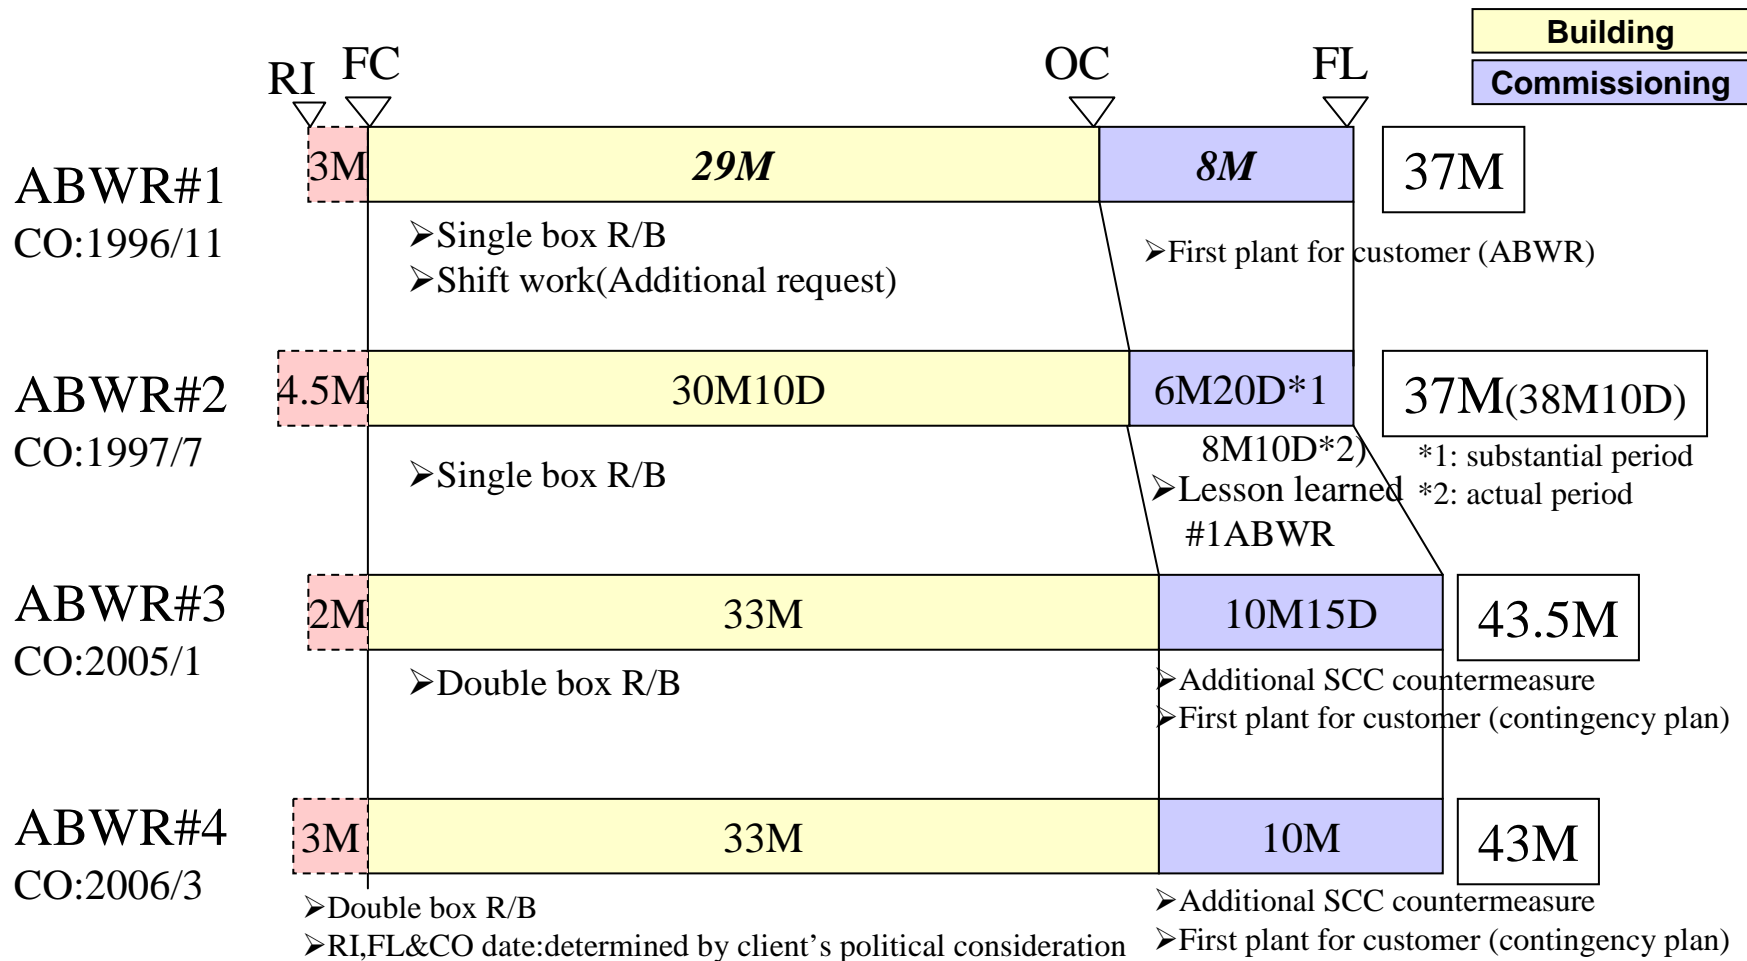 Building
Commissioning
RI
FC
OC
FL
ABWR#1
CO:1996/11
3M
29M
8M
37M
➢Single box R/B
➢Shift work(Additional request)
➢First plant for customer (ABWR)
ABWR#2
CO:1997/7
4.5M
30M10D
6M20D*1
37M(38M10D)
8M10D*2)
➢Single box R/B
➢Lesson learned
#1ABWR
*1: substantial period
*2: actual period
ABWR#3
CO:2005/1
2M
33M
10M15D
43.5M
➢Double box R/B
➢Additional SCC countermeasure
➢First plant for customer (contingency plan)
ABWR#4
CO:2006/3
3M
33M
10M
43M
➢Double box R/B
➢RI,FL&CO date:determined by client’s political consideration
➢Additional SCC countermeasure
➢First plant for customer (contingency plan)